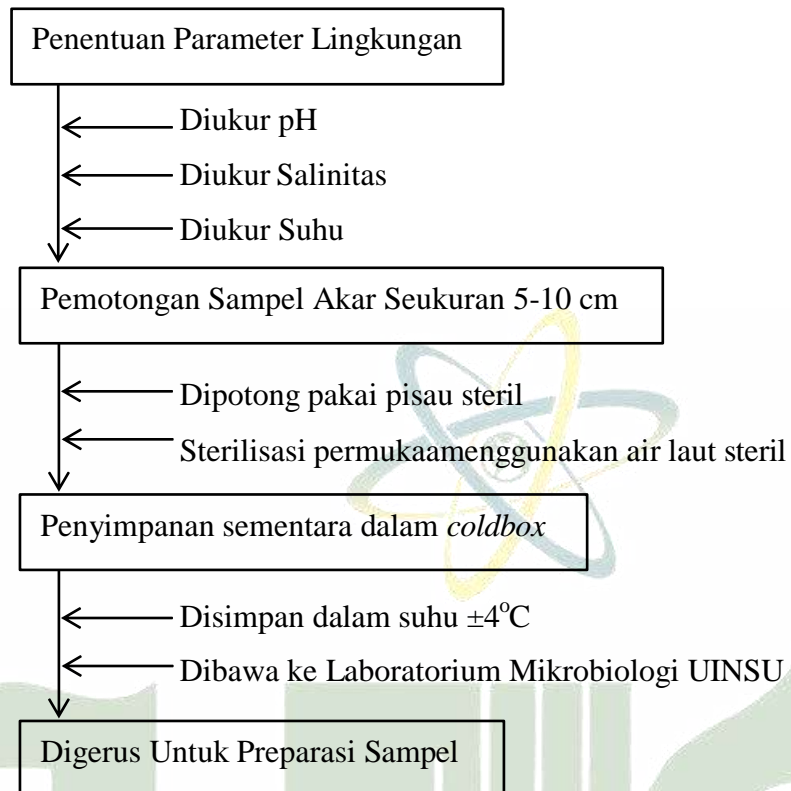 Penentuan Parameter Lingkungan
Diukur pH
Diukur Salinitas
Diukur Suhu
Pemotongan Sampel Akar Seukuran 5-10 cm
Dipotong pakai pisau steril
Sterilisasi permukaamenggunakan air laut steril
Penyimpanan sementara dalam coldbox
Disimpan dalam suhu ±4°C
Dibawa ke Laboratorium Mikrobiologi UINSU
Digerus Untuk Preparasi Sampel